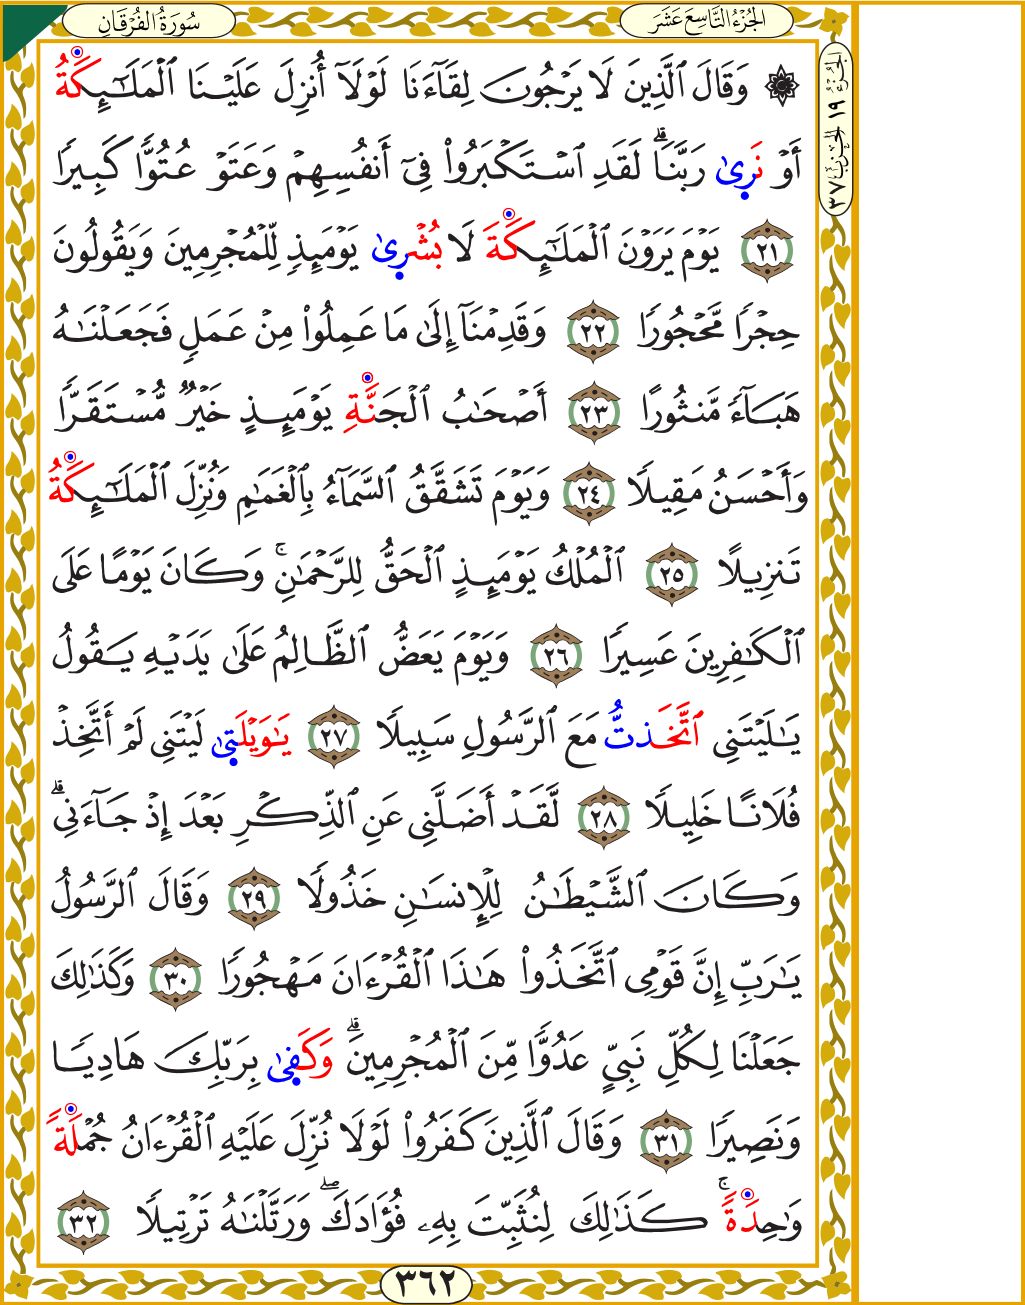 سُورَةُ الفُرْقَانِ
الجُزْءُ التَّاسِعَ عَشَرَ
الجُزْءُ ١٩ الحِزْبُ ٣٧
۞ وَقَالَ ٱلَّذِينَ لَا يَرۡجُونَ لِقَآءَنَا لَوۡلَآ أُنزِلَ عَلَيۡنَا ٱلۡمَلَٰٓئِكَةُ
أَوۡ نَرَىٰ رَبَّنَاۗ لَقَدِ ٱسۡتَكۡبَرُواْ فِيٓ أَنفُسِهِمۡ وَعَتَوۡ عُتُوّٗا كَبِيرٗا
٢١ يَوۡمَ يَرَوۡنَ ٱلۡمَلَٰٓئِكَةَ لَا بُشۡرَىٰ يَوۡمَئِذٖ لِّلۡمُجۡرِمِينَ وَيَقُولُونَ
حِجۡرٗا مَّحۡجُورٗا ٢٢ وَقَدِمۡنَآ إِلَىٰ مَا عَمِلُواْ مِنۡ عَمَلٖ فَجَعَلۡنَٰهُ
هَبَآءٗ مَّنثُورًا ٢٣ أَصۡحَٰبُ ٱلۡجَنَّةِ يَوۡمَئِذٍ خَيۡرٞ مُّسۡتَقَرّٗا
وَأَحۡسَنُ مَقِيلٗا ٢٤ وَيَوۡمَ تَشَقَّقُ ٱلسَّمَآءُ بِٱلۡغَمَٰمِ وَنُزِّلَ ٱلۡمَلَٰٓئِكَةُ
تَنزِيلًا ٢٥ ٱلۡمُلۡكُ يَوۡمَئِذٍ ٱلۡحَقُّ لِلرَّحۡمَٰنِۚ وَكَانَ يَوۡمًا عَلَى
ٱلۡكَٰفِرِينَ عَسِيرٗا ٢٦ وَيَوۡمَ يَعَضُّ ٱلظَّالِمُ عَلَىٰ يَدَيۡهِ يَقُولُ
يَٰلَيۡتَنِي ٱتَّخَذتُّ مَعَ ٱلرَّسُولِ سَبِيلٗا ٢٧ يَٰوَيۡلَتَىٰ لَيۡتَنِي لَمۡ أَتَّخِذۡ
فُلَانًا خَلِيلٗا ٢٨ لَّقَدۡ أَضَلَّنِي عَنِ ٱلذِّكۡرِ بَعۡدَ إِذۡ جَآءَنِيۗ
وَكَانَ ٱلشَّيۡطَٰنُ لِلۡإِنسَٰنِ خَذُولٗا ٢٩ وَقَالَ ٱلرَّسُولُ
يَٰرَبِّ إِنَّ قَوۡمِي ٱتَّخَذُواْ هَٰذَا ٱلۡقُرۡءَانَ مَهۡجُورٗا ٣٠ وَكَذَٰلِكَ
جَعَلۡنَا لِكُلِّ نَبِيٍّ عَدُوّٗا مِّنَ ٱلۡمُجۡرِمِينَۗ وَكَفَىٰ بِرَبِّكَ هَادِيٗا
وَنَصِيرٗا ٣١ وَقَالَ ٱلَّذِينَ كَفَرُواْ لَوۡلَا نُزِّلَ عَلَيۡهِ ٱلۡقُرۡءَانُ جُمۡلَةٗ
وَٰحِدَةٗۚ كَذَٰلِكَ لِنُثَبِّتَ بِهِۦ فُؤَادَكَۖ وَرَتَّلۡنَٰهُ تَرۡتِيلٗا ٣٢
٣٦٢